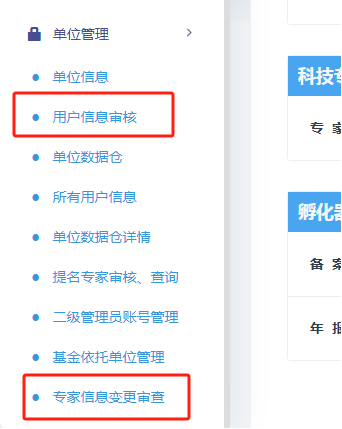 单位管理
单位信息
用户信息审核
单位数据仓
所有用户信息
单位数据仓详情
提名专家审核、查询
二级管理员账号管理
基金依托单位管理
专家信息变更审查
科技
专
孵化器
备
年